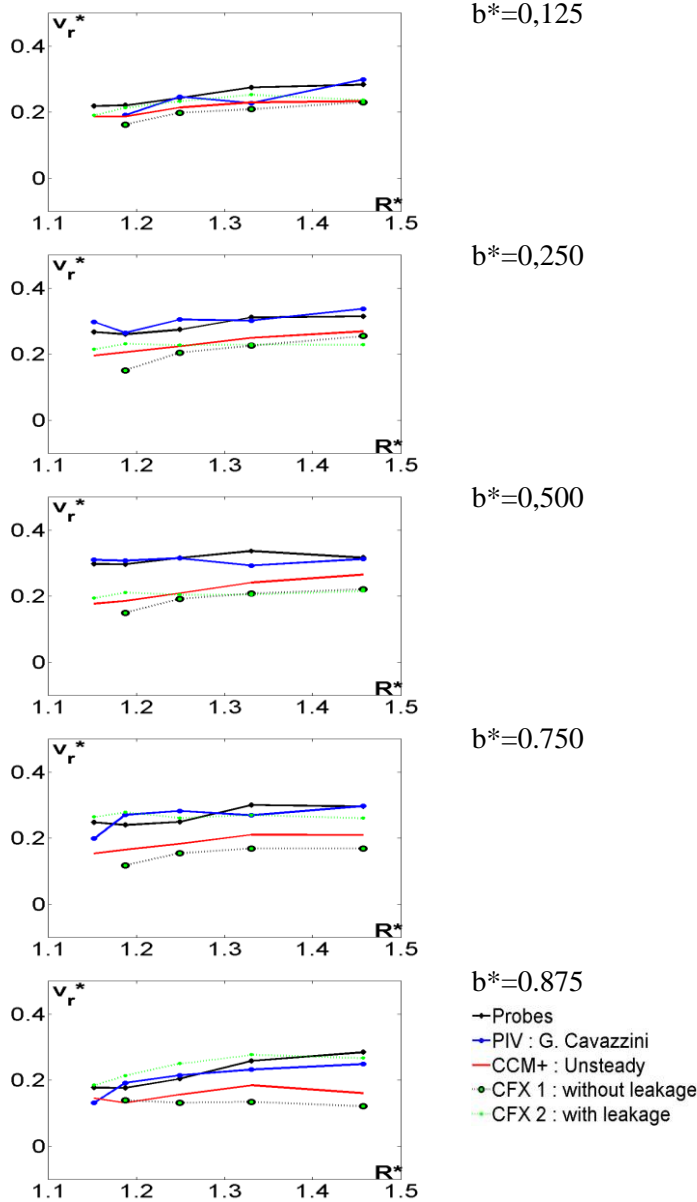 b*=0,125
v_r*
0.4
0.2
0
R*
1.1 1.2 1.3 1.4 1.5
b*=0,250
v_r*
0.4
0.2
0
R*
1.1 1.2 1.3 1.4 1.5
b*=0,500
v_r*
0.4
0.2
0
R*
1.1 1.2 1.3 1.4 1.5
b*=0.750
v_r*
0.4
0.2
0
R*
1.1 1.2 1.3 1.4 1.5
b*=0.875
v_r*
0.4
0.2
0
R*
1.1 1.2 1.3 1.4 1.5
Probes
PIV : G. Cavazzini
CCM+ : Unsteady
CFX 1 : without leakage
CFX 2 : with leakage